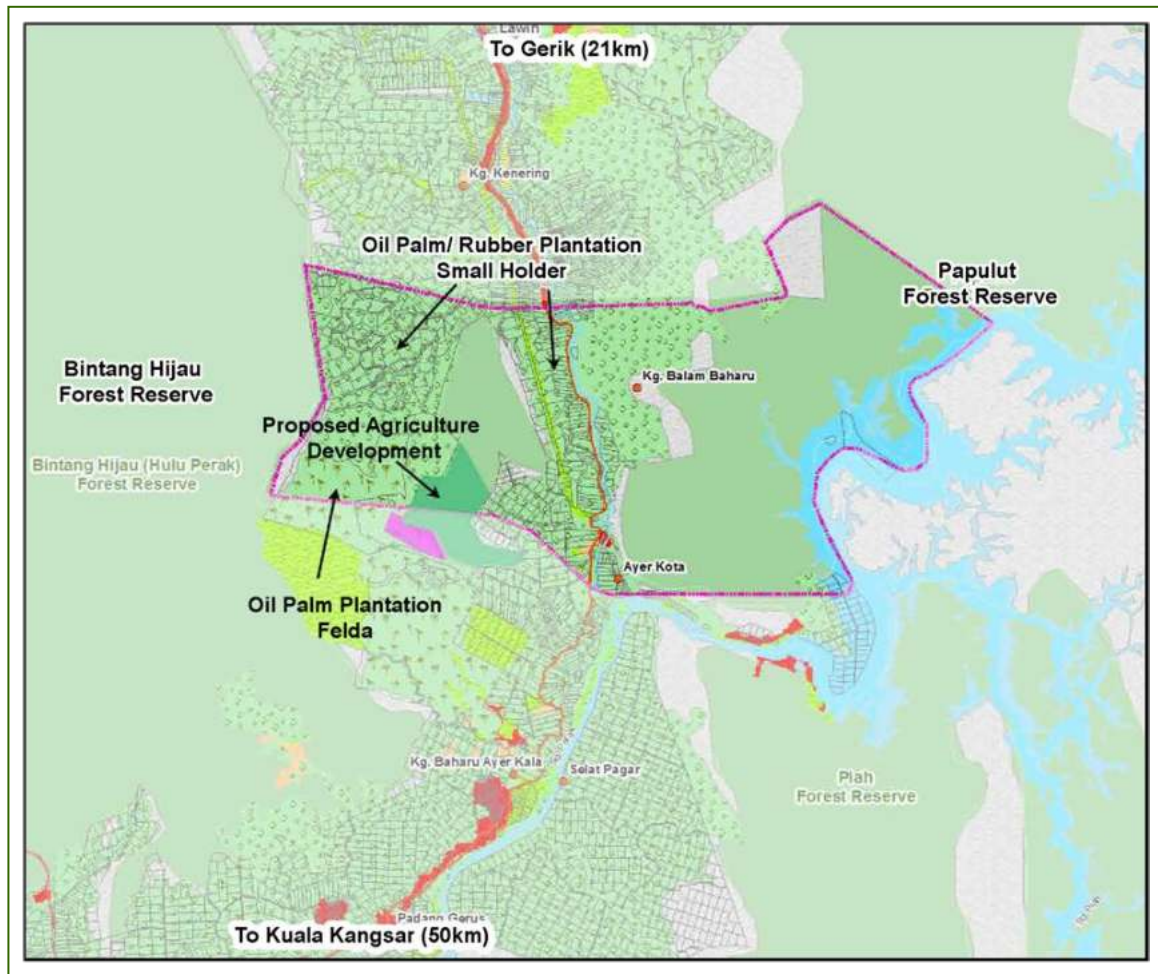 Lawin
To Gerik (21km)
Kg. Kenering
Oil Palm/ Rubber Plantation
Small Holder
Papulut
Forest Reserve
Bintang Hijau
Forest Reserve
Kg. Balam Baharu
Proposed Agriculture
Development
Bintang Hijau (Hulu Perak)
Forest Reserve
Ayer Kota
Oil Palm Plantation
Felda
Kg. Baharu Ayer Kala
Selat Pagar
Piah
Forest Reserve
Padang Gerus
To Kuala Kangsar (50km)